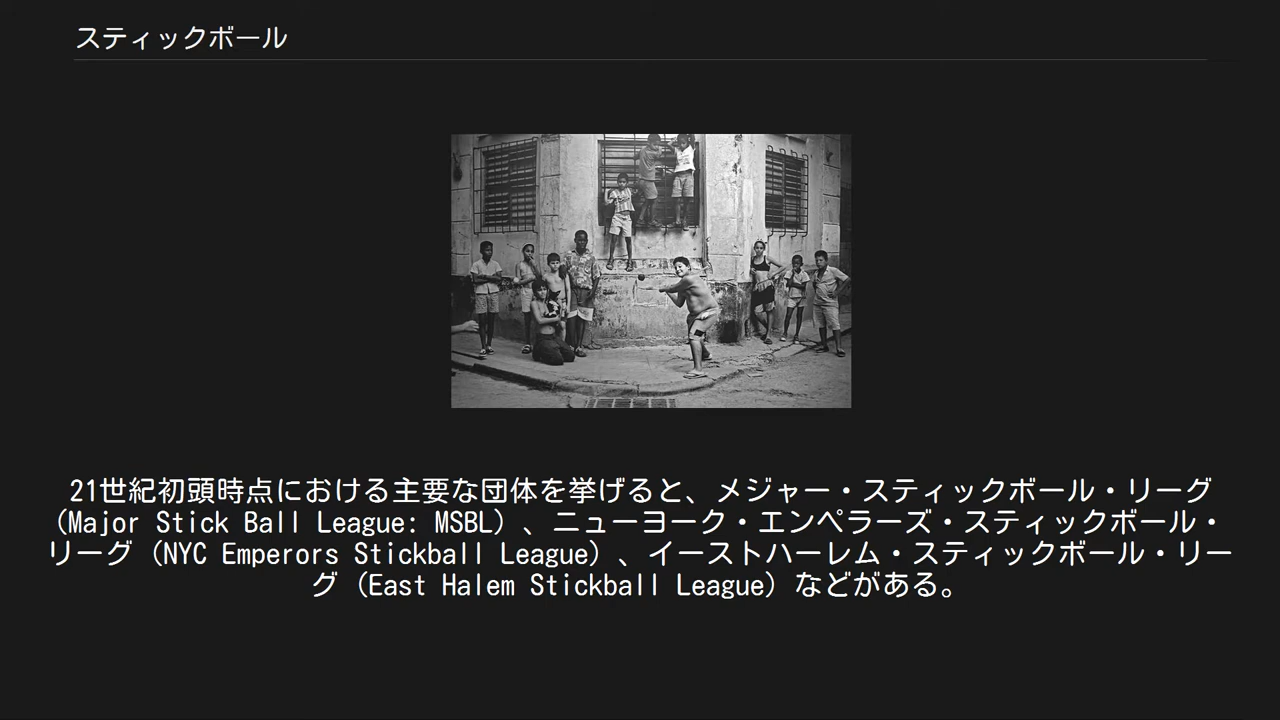 スティックボール
21世紀初頭時点における主要な団体を挙げると、メジャー・スティックボール・リーグ
（Major Stick Ball League: MSBL）、ニューヨーク・エンペラーズ・スティックボール・
リーグ（NYC Emperors Stickball League）、イーストハーレム・スティックボール・リー
グ（East Halem Stickball League）などがある。